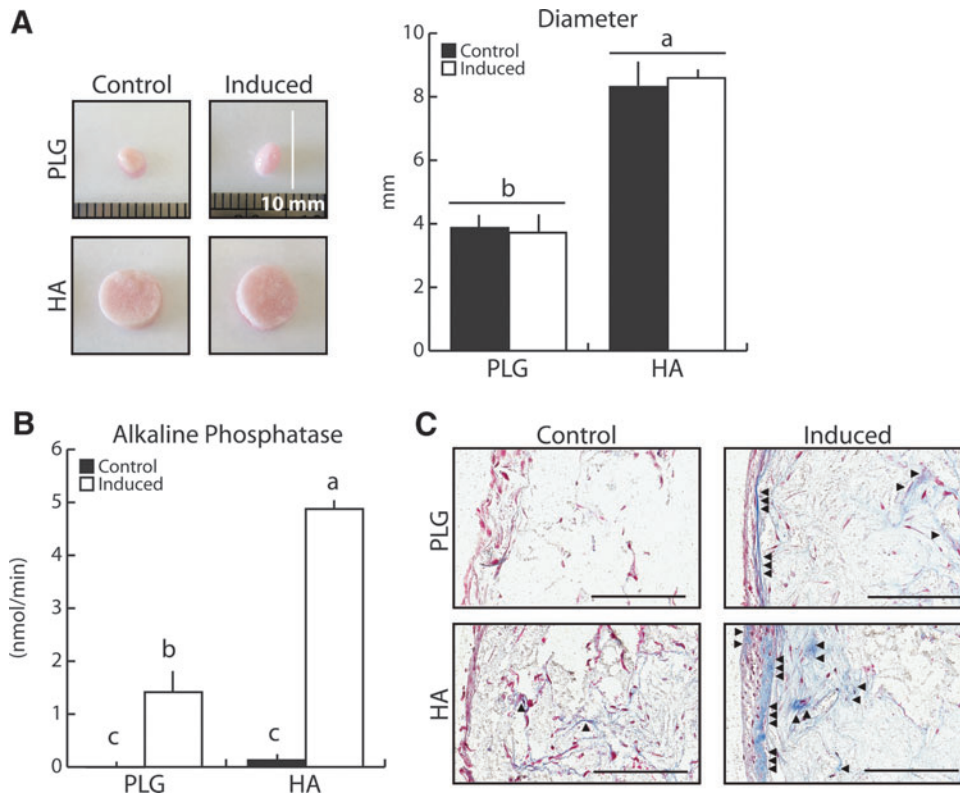 A
Control
Induced
PLG
10 mm
HA
Diameter
Control
Induced
10
8
6
4
2
0
mm
b
a
PLG
HA
B
Alkaline Phosphatase
Control
Induced
6
5
4
3
2
1
0
(nmol/min)
c
b
c
a
PLG
HA
C
Control
Induced
PLG
HA